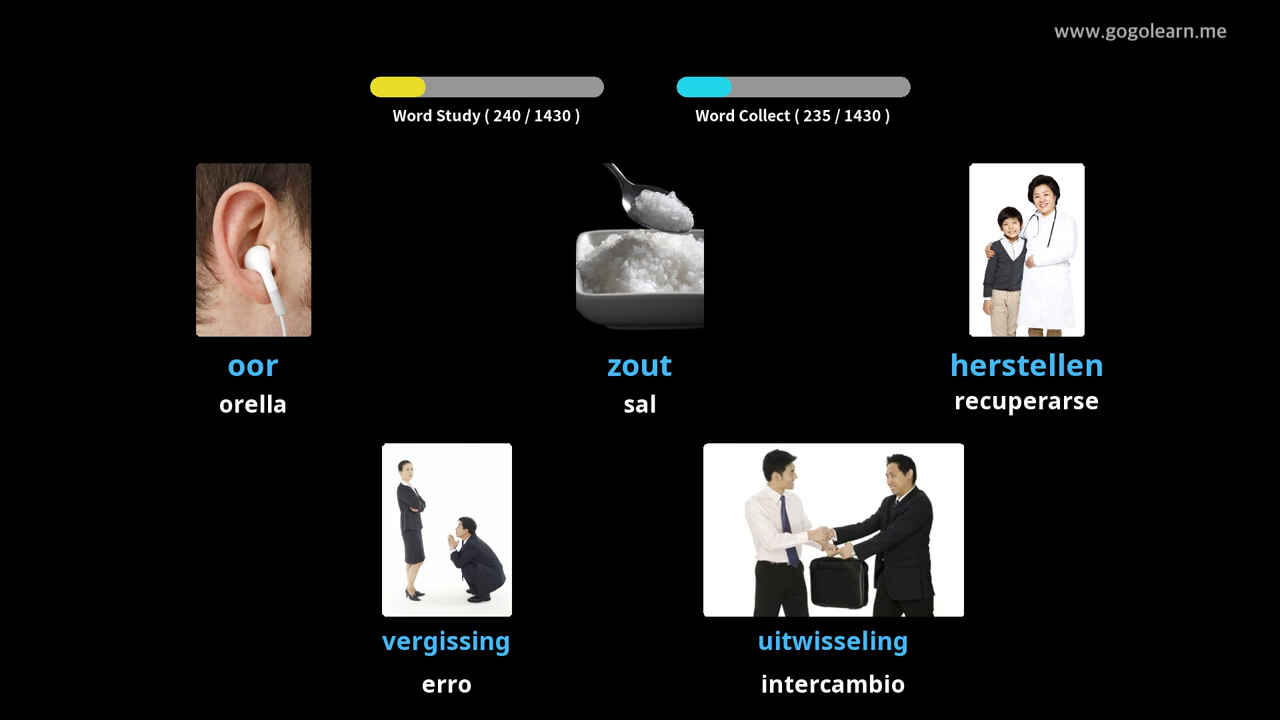 www.gogolearn.me
Word Study ( 240 / 1430 )
Word Collect ( 235 / 1430 )
oor
orella
zout
sal
herstellen
recuperarse
vergissing
erro
uitwisseling
intercambio